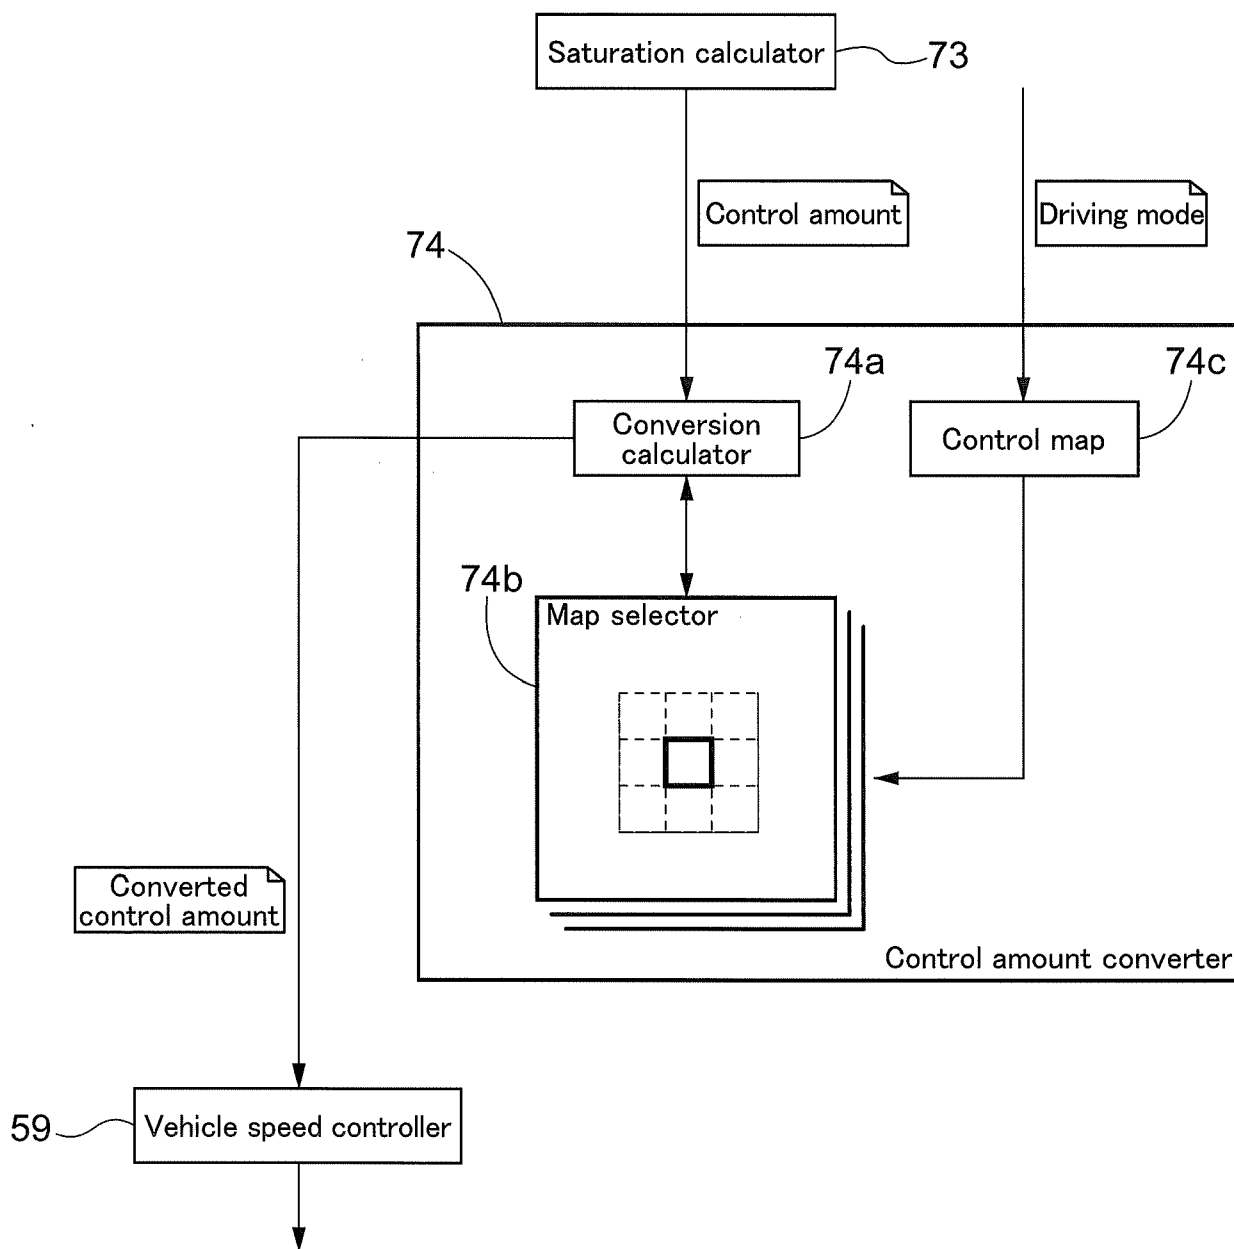 Saturation calculator
73
Control amount
Driving mode
74
74a
74c
Conversion
calculator
Control map
74b
Map selector
Converted
control amount
Control amount converter
59
Vehicle speed controller